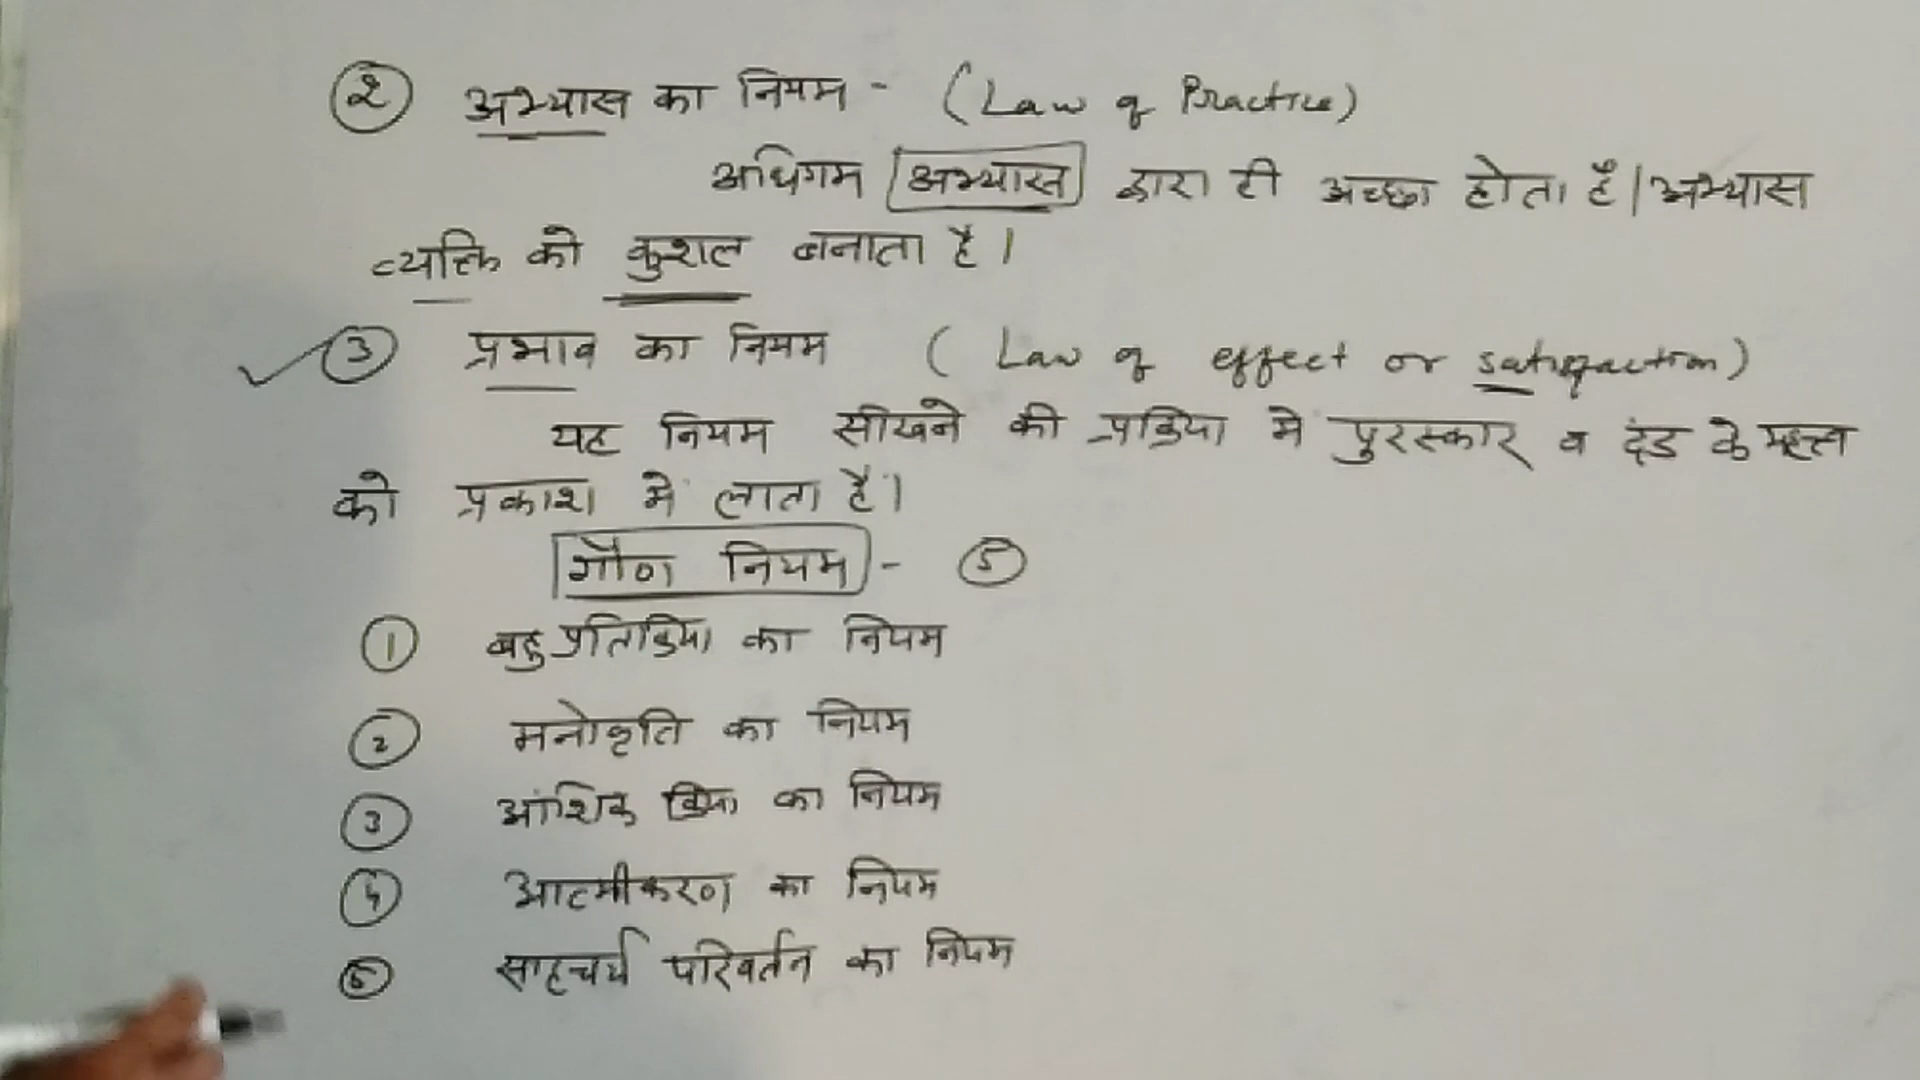 ② अभ्यास का नियम - (Law of Practice)
अधिगम अभ्यास द्वारा ही अच्छा होता है। अभ्यास
व्यक्ति को कुशल बनाता है।
③ प्रभाव का नियम (Law of effect or satisfaction)
यह नियम सीखने की प्रक्रिया में पुरस्कार व दंड के महत्व
को प्रकाश में लाता है।
गौण नियम - ⑤
① बहु प्रतिक्रिया का नियम
② मनोवृति का नियम
③ आंशिक क्रिया का नियम
④ आत्मीकरण का नियम
⑤ साहचर्य परिवर्तन का नियम